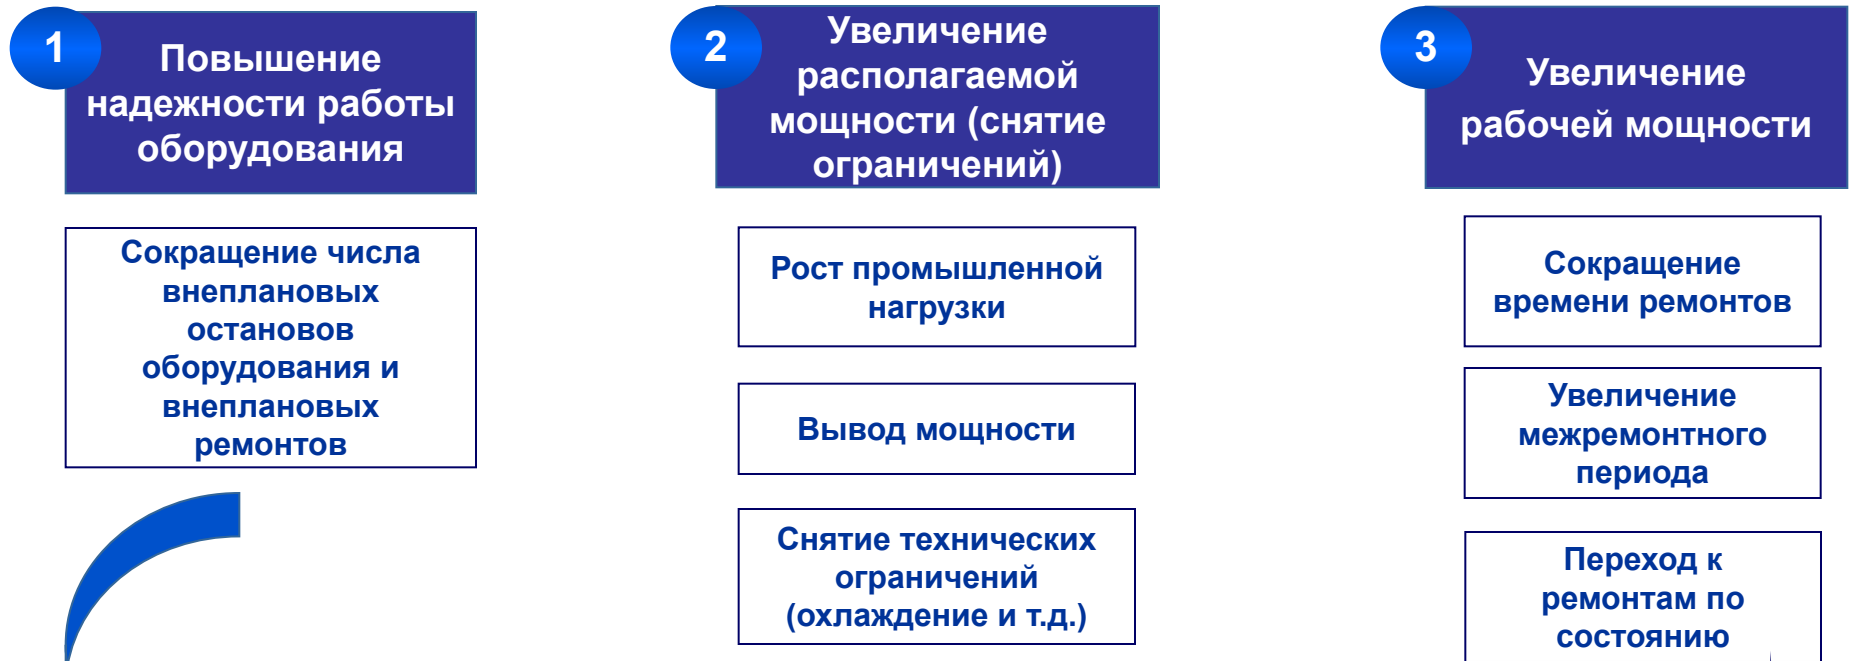 1
Повышение
надежности работы
оборудования
Сокращение числа
внеплановых
остановов
оборудования и
внеплановых
ремонтов
2
Увеличение
располагаемой
мощности (снятие
ограничений)
Рост промышленной
нагрузки
Вывод мощности
Снятие технических
ограничений
(охлаждение и т.д.)
3
Увеличение
рабочей мощности
Сокращение
времени ремонтов
Увеличение
межремонтного
периода
Переход к
ремонтам по
состоянию